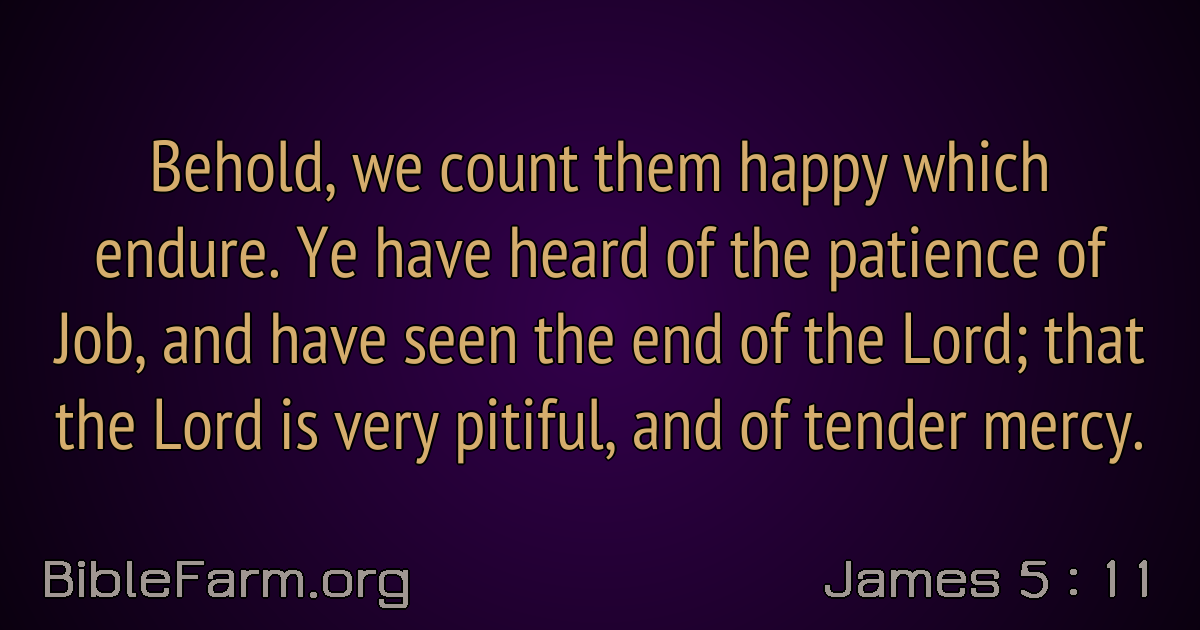 Behold, we count them happy which
endure. Ye have heard of the patience of
Job, and have seen the end of the Lord; that
the Lord is very pitiful, and of tender mercy.
BibleFarm.org
James 5 : 11